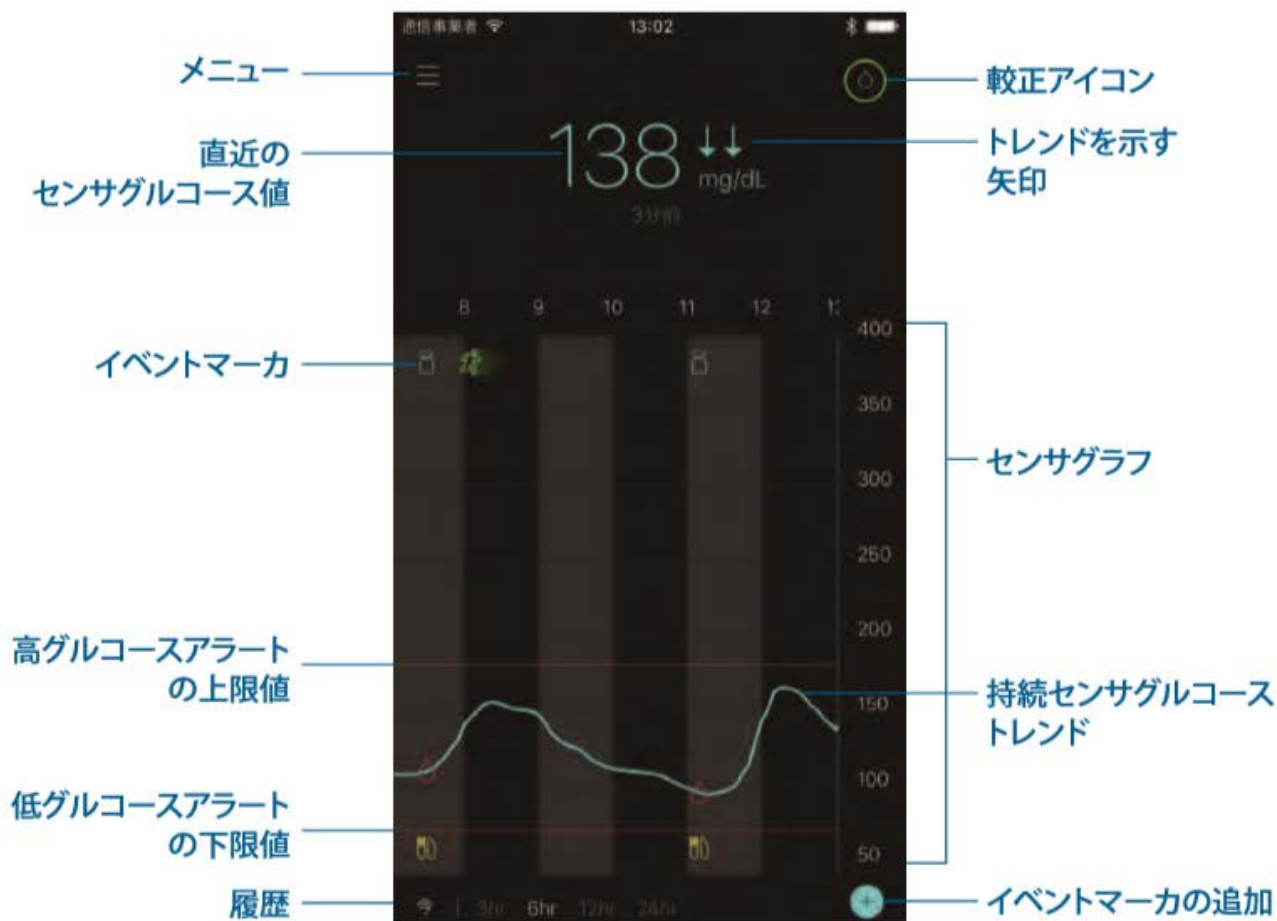 通信事業者
13:02
メニュー
較正アイコン
直近の
センサグルコース値
138
mg/dL
トレンドを示す
矢印
3分前
8 9 10 11 12
イベントマーカ
400
350
300
250
200
150
100
50
センサグラフ
高グルコースアラート
の上限値
持続センサグルコース
トレンド
低グルコースアラート
の下限値
履歴
3hr 6hr 12hr 24hr
イベントマーカの追加